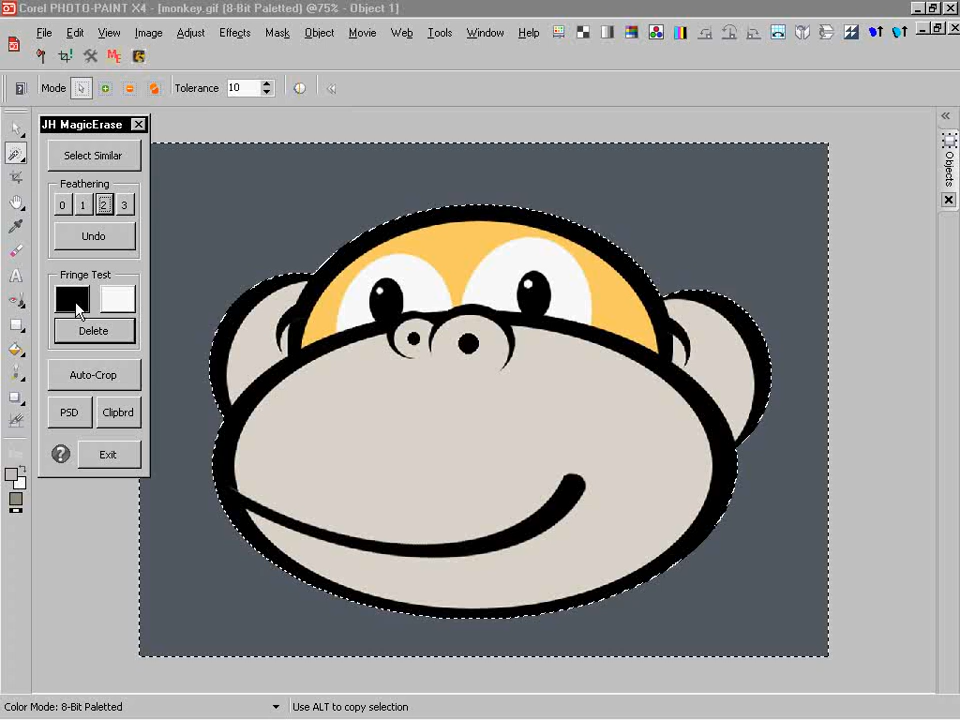 Corel PHOTO-PAINT X4 - [monkey.gif (8-Bit Paletted) @75% - Object 1]
File Edit View Image Adjust Effects Mask Object Movie Web Tools Window Help
ME
Mode Tolerance 10
JH MagicErase
Select Similar
Feathering
0 1 2 3
Undo
Fringe Test
Delete
Auto-Crop
PSD Clipbrd
? Exit
Objects
Color Mode: 8-Bit Paletted Use ALT to copy selection